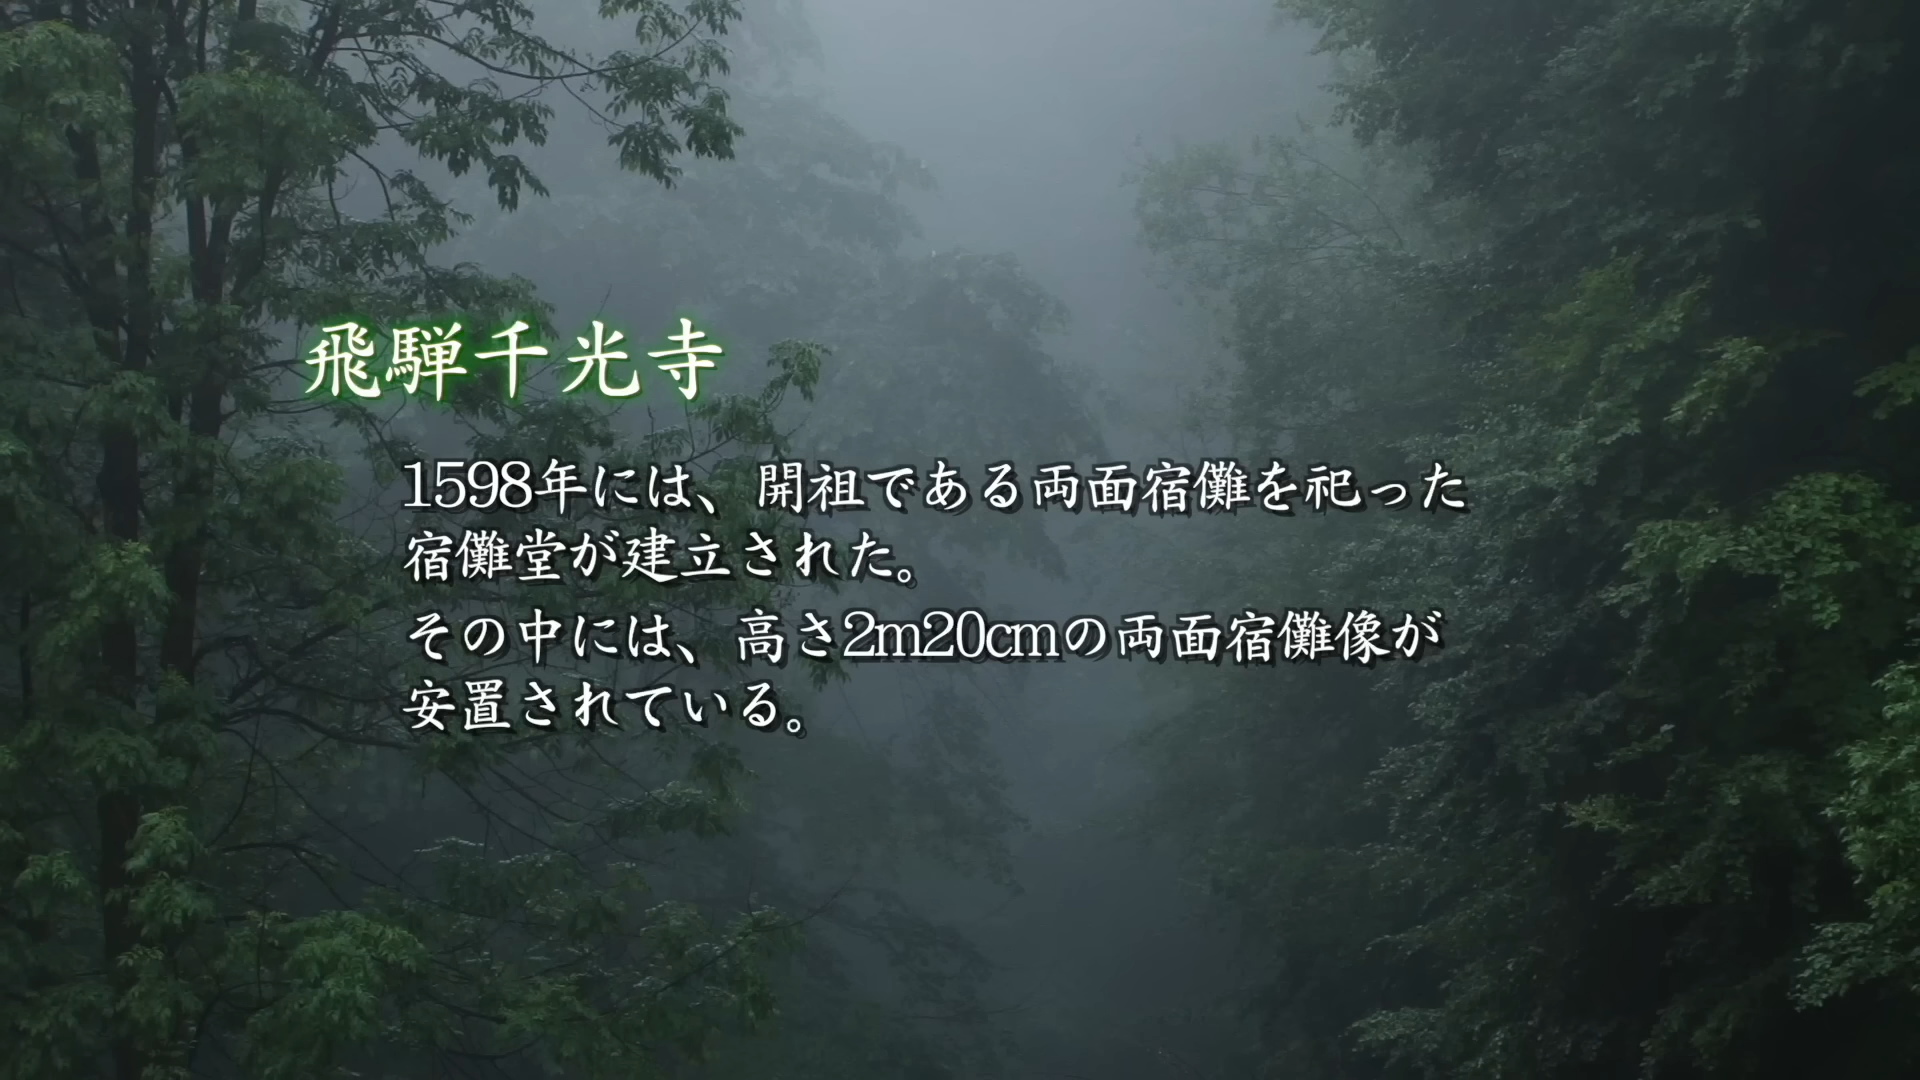 飛騨千光寺
1598年には、開祖である両面宿儺を祀った
宿儺堂が建立された。
その中には、高さ2m20cmの両面宿儺像が
安置されている。